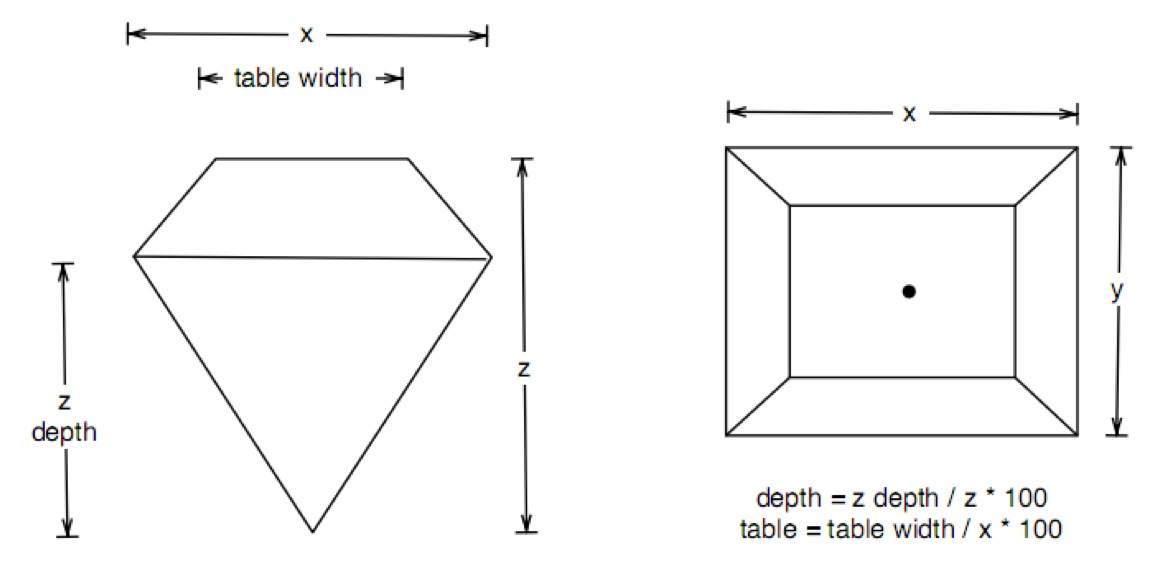 x
table width
z
depth
z
x
y
depth = z depth / z * 100
table = table width / x * 100